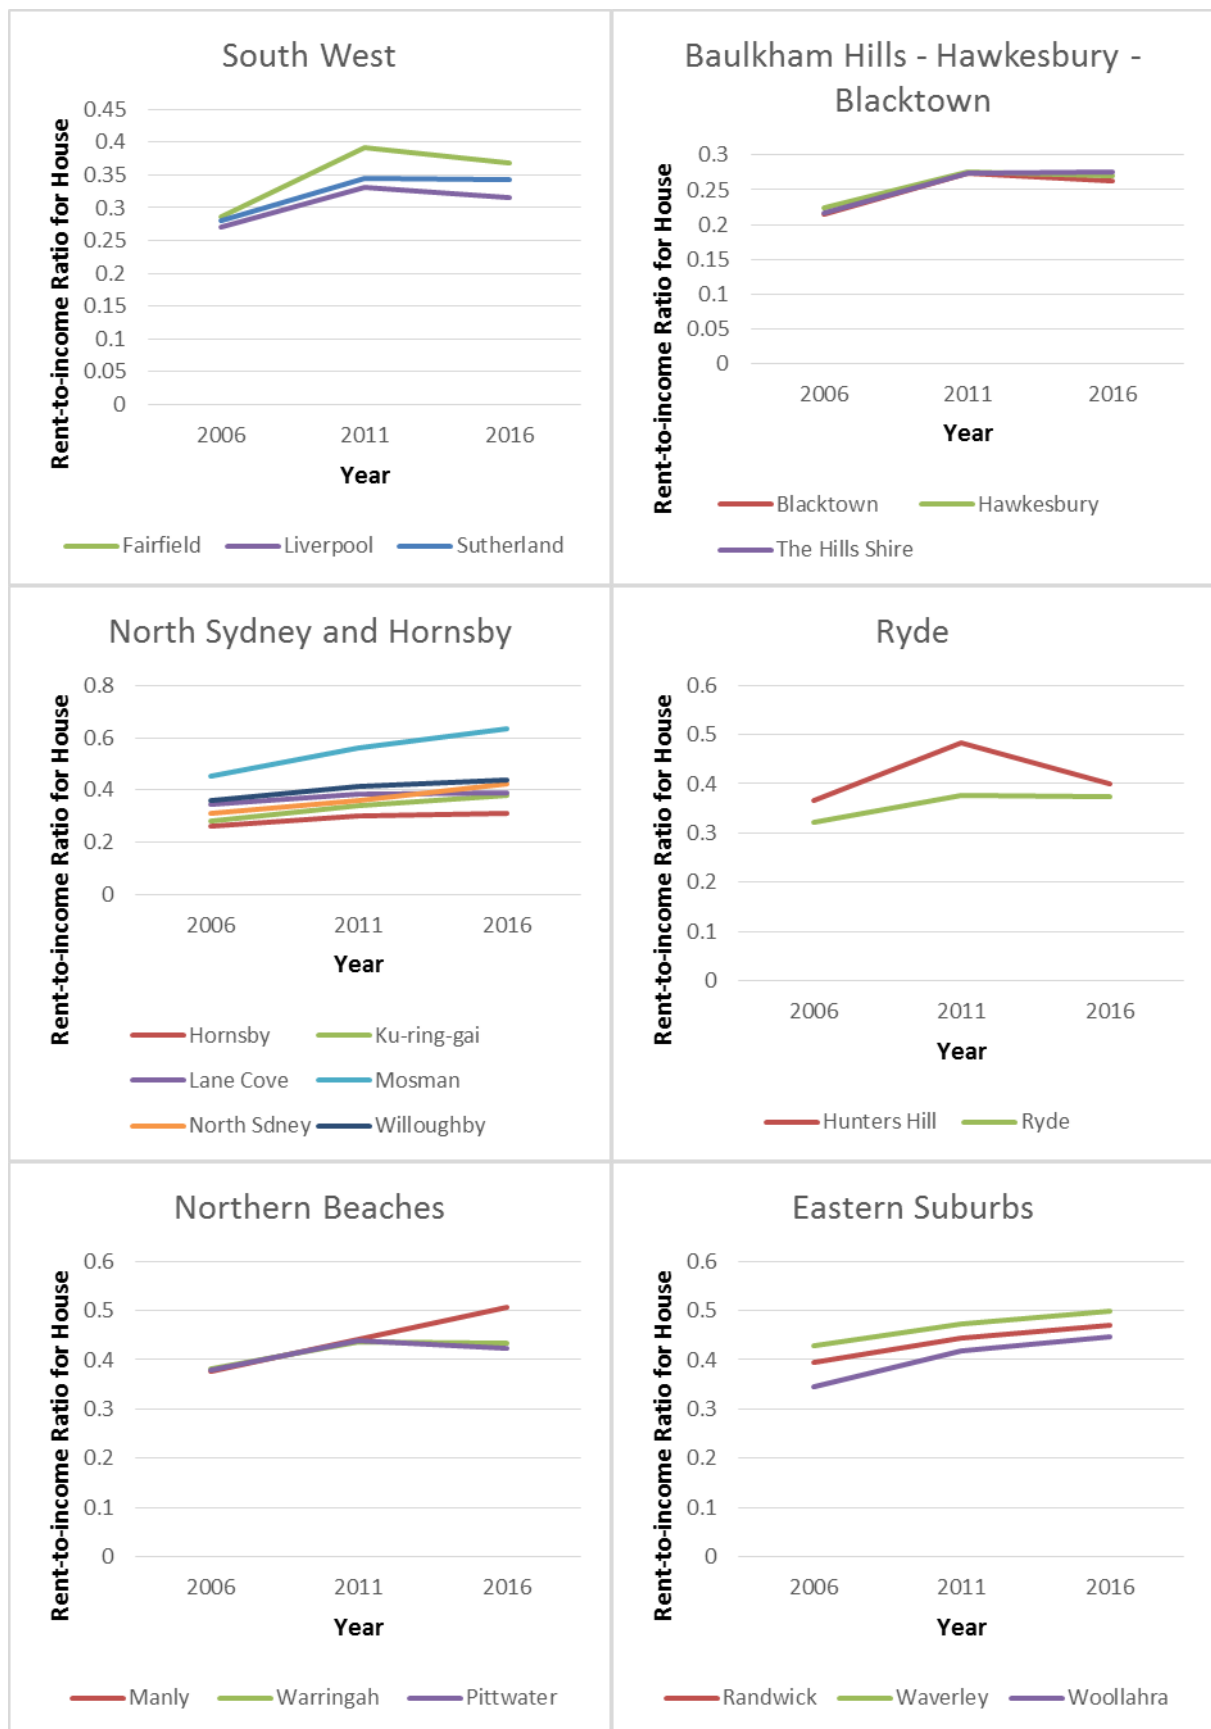 South West
Rent-to-income Ratio for House
0.45
0.4
0.35
0.3
0.25
0.2
0.15
0.1
0.05
0
2006 2011 2016
Year
Fairfield Liverpool Sutherland
Baulkham Hills - Hawkesbury -
Blacktown
Rent-to-income Ratio for House
0.3
0.25
0.2
0.15
0.1
0.05
0
2006 2011 2016
Year
Blacktown Hawkesbury
The Hills Shire
North Sydney and Hornsby
Rent-to-income Ratio for House
0.8
0.6
0.4
0.2
0
2006 2011 2016
Year
Hornsby Ku-ring-gai
Lane Cove Mosman
North Sdney Willoughby
Ryde
Rent-to-income Ratio for House
0.6
0.5
0.4
0.3
0.2
0.1
0
2006 2011 2016
Year
Hunters Hill Ryde
Northern Beaches
Rent-to-income Ratio for House
0.6
0.5
0.4
0.3
0.2
0.1
0
2006 2011 2016
Year
Manly Warringah Pittwater
Eastern Suburbs
Rent-to-income Ratio for House
0.6
0.5
0.4
0.3
0.2
0.1
0
2006 2011 2016
Year
Randwick Waverley Woollahra